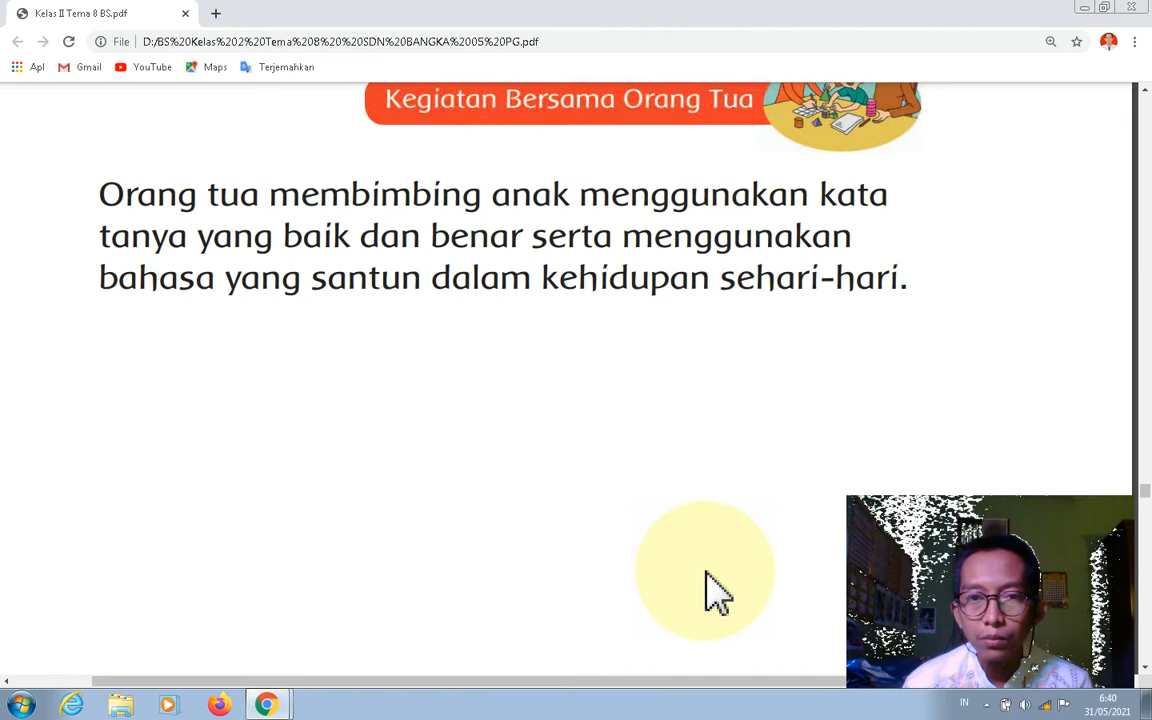 Kelas II Tema 8 BS.pdf
File D:/BS%20Kelas%202%20Tema%208%20%20SDN%20BANGKA%2005%20PG.pdf
Apl Gmail YouTube Maps Terjemahkan
Kegiatan Bersama Orang Tua
Orang tua membimbing anak menggunakan kata
tanya yang baik dan benar serta menggunakan
bahasa yang santun dalam kehidupan sehari-hari.
IN
6:40
31/05/2021